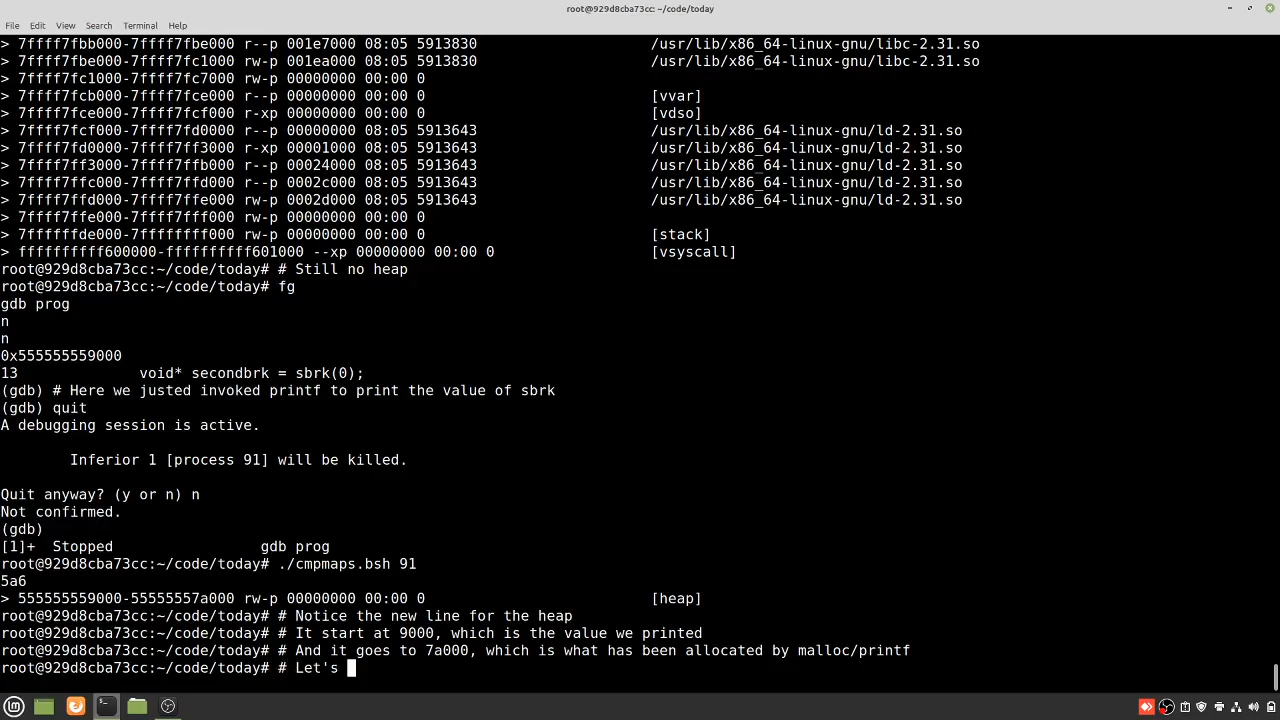 root@929d8cba73cc: ~/code/today
File Edit View Search Terminal Help
> 7ffff7fbb000-7ffff7fbe000 r--p 001e7000 08:05 5913830 /usr/lib/x86_64-linux-gnu/libc-2.31.so
> 7ffff7fbe000-7ffff7fc1000 rw-p 001ea000 08:05 5913830 /usr/lib/x86_64-linux-gnu/libc-2.31.so
> 7ffff7fc1000-7ffff7fc7000 rw-p 00000000 00:00 0
> 7ffff7fcb000-7ffff7fce000 r--p 00000000 00:00 0 [vvar]
> 7ffff7fce000-7ffff7fcf000 r-xp 00000000 00:00 0 [vdso]
> 7ffff7fcf000-7ffff7fd0000 r--p 00000000 08:05 5913643 /usr/lib/x86_64-linux-gnu/ld-2.31.so
> 7ffff7fd0000-7ffff7ff3000 r-xp 00001000 08:05 5913643 /usr/lib/x86_64-linux-gnu/ld-2.31.so
> 7ffff7ff3000-7ffff7ffb000 r--p 00024000 08:05 5913643 /usr/lib/x86_64-linux-gnu/ld-2.31.so
> 7ffff7ffc000-7ffff7ffd000 r--p 0002c000 08:05 5913643 /usr/lib/x86_64-linux-gnu/ld-2.31.so
> 7ffff7ffd000-7ffff7ffe000 rw-p 0002d000 08:05 5913643 /usr/lib/x86_64-linux-gnu/ld-2.31.so
> 7ffff7ffe000-7ffff7fff000 rw-p 00000000 00:00 0
> 7ffffffde000-7ffffffff000 rw-p 00000000 00:00 0 [stack]
> ffffffffff600000-ffffffffff601000 --xp 00000000 00:00 0 [vsyscall]
root@929d8cba73cc:~/code/today# # Still no heap
root@929d8cba73cc:~/code/today# fg
gdb prog
n
n
0x555555559000
13 void* secondbrk = sbrk(0);
(gdb) # Here we justed invoked printf to print the value of sbrk
(gdb) quit
A debugging session is active.
Inferior 1 [process 91] will be killed.
Quit anyway? (y or n) n
Not confirmed.
(gdb)
[1]+ Stopped gdb prog
root@929d8cba73cc:~/code/today# ./cmpmaps.bsh 91
5a6
> 555555559000-55555557a000 rw-p 00000000 00:00 0 [heap]
root@929d8cba73cc:~/code/today# # Notice the new line for the heap
root@929d8cba73cc:~/code/today# # It start at 9000, which is the value we printed
root@929d8cba73cc:~/code/today# # And it goes to 7a000, which is what has been allocated by malloc/printf
root@929d8cba73cc:~/code/today# # Let's